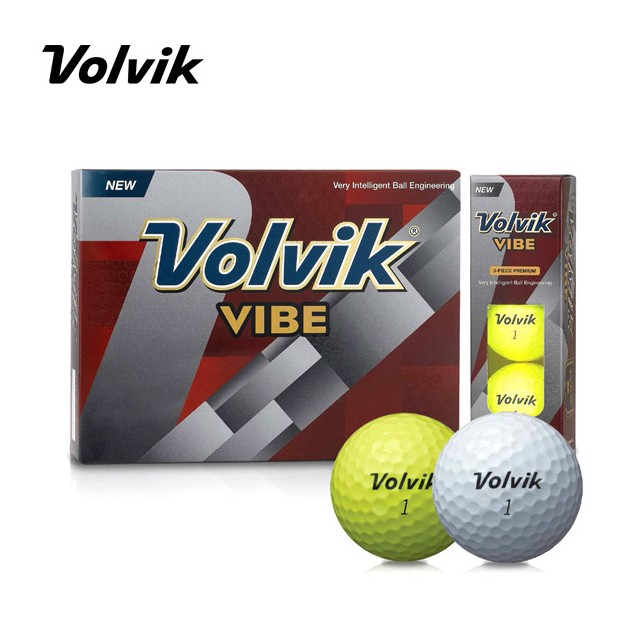 Volvik
NEW
Very Intelligent Ball Engineering
Volvik®
VIBE
NEW
Volvik
VIBE
3-PIECE PREMIUM
Very Intelligent Ball Engineering
Volvik
1
Volvik
Volvik
1
Volvik
1